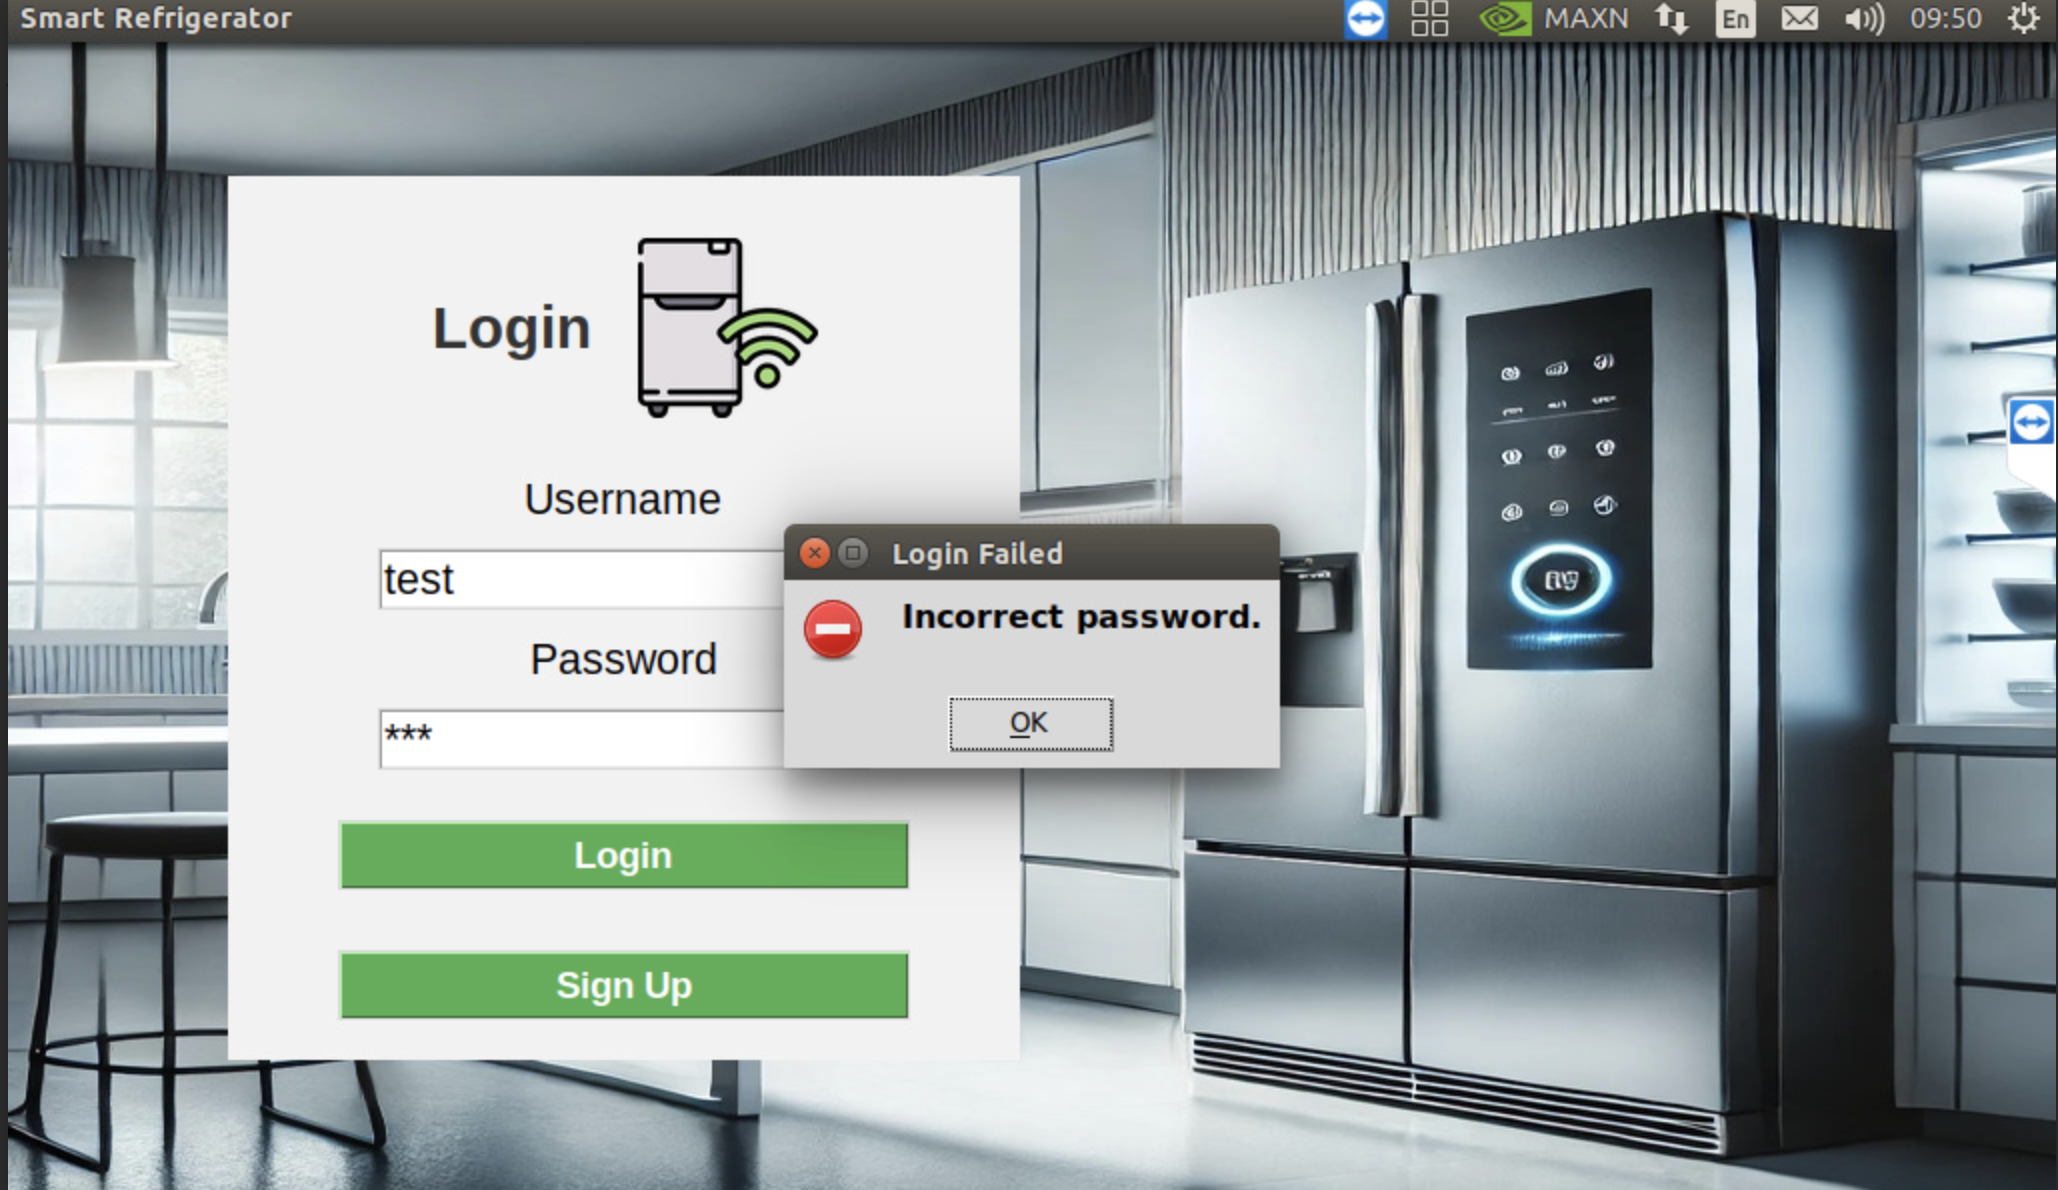 Smart Refrigerator
MAXN
En
09:50
Login
Username
test
Password
***
Login
Sign Up
Login Failed
Incorrect password.
OK